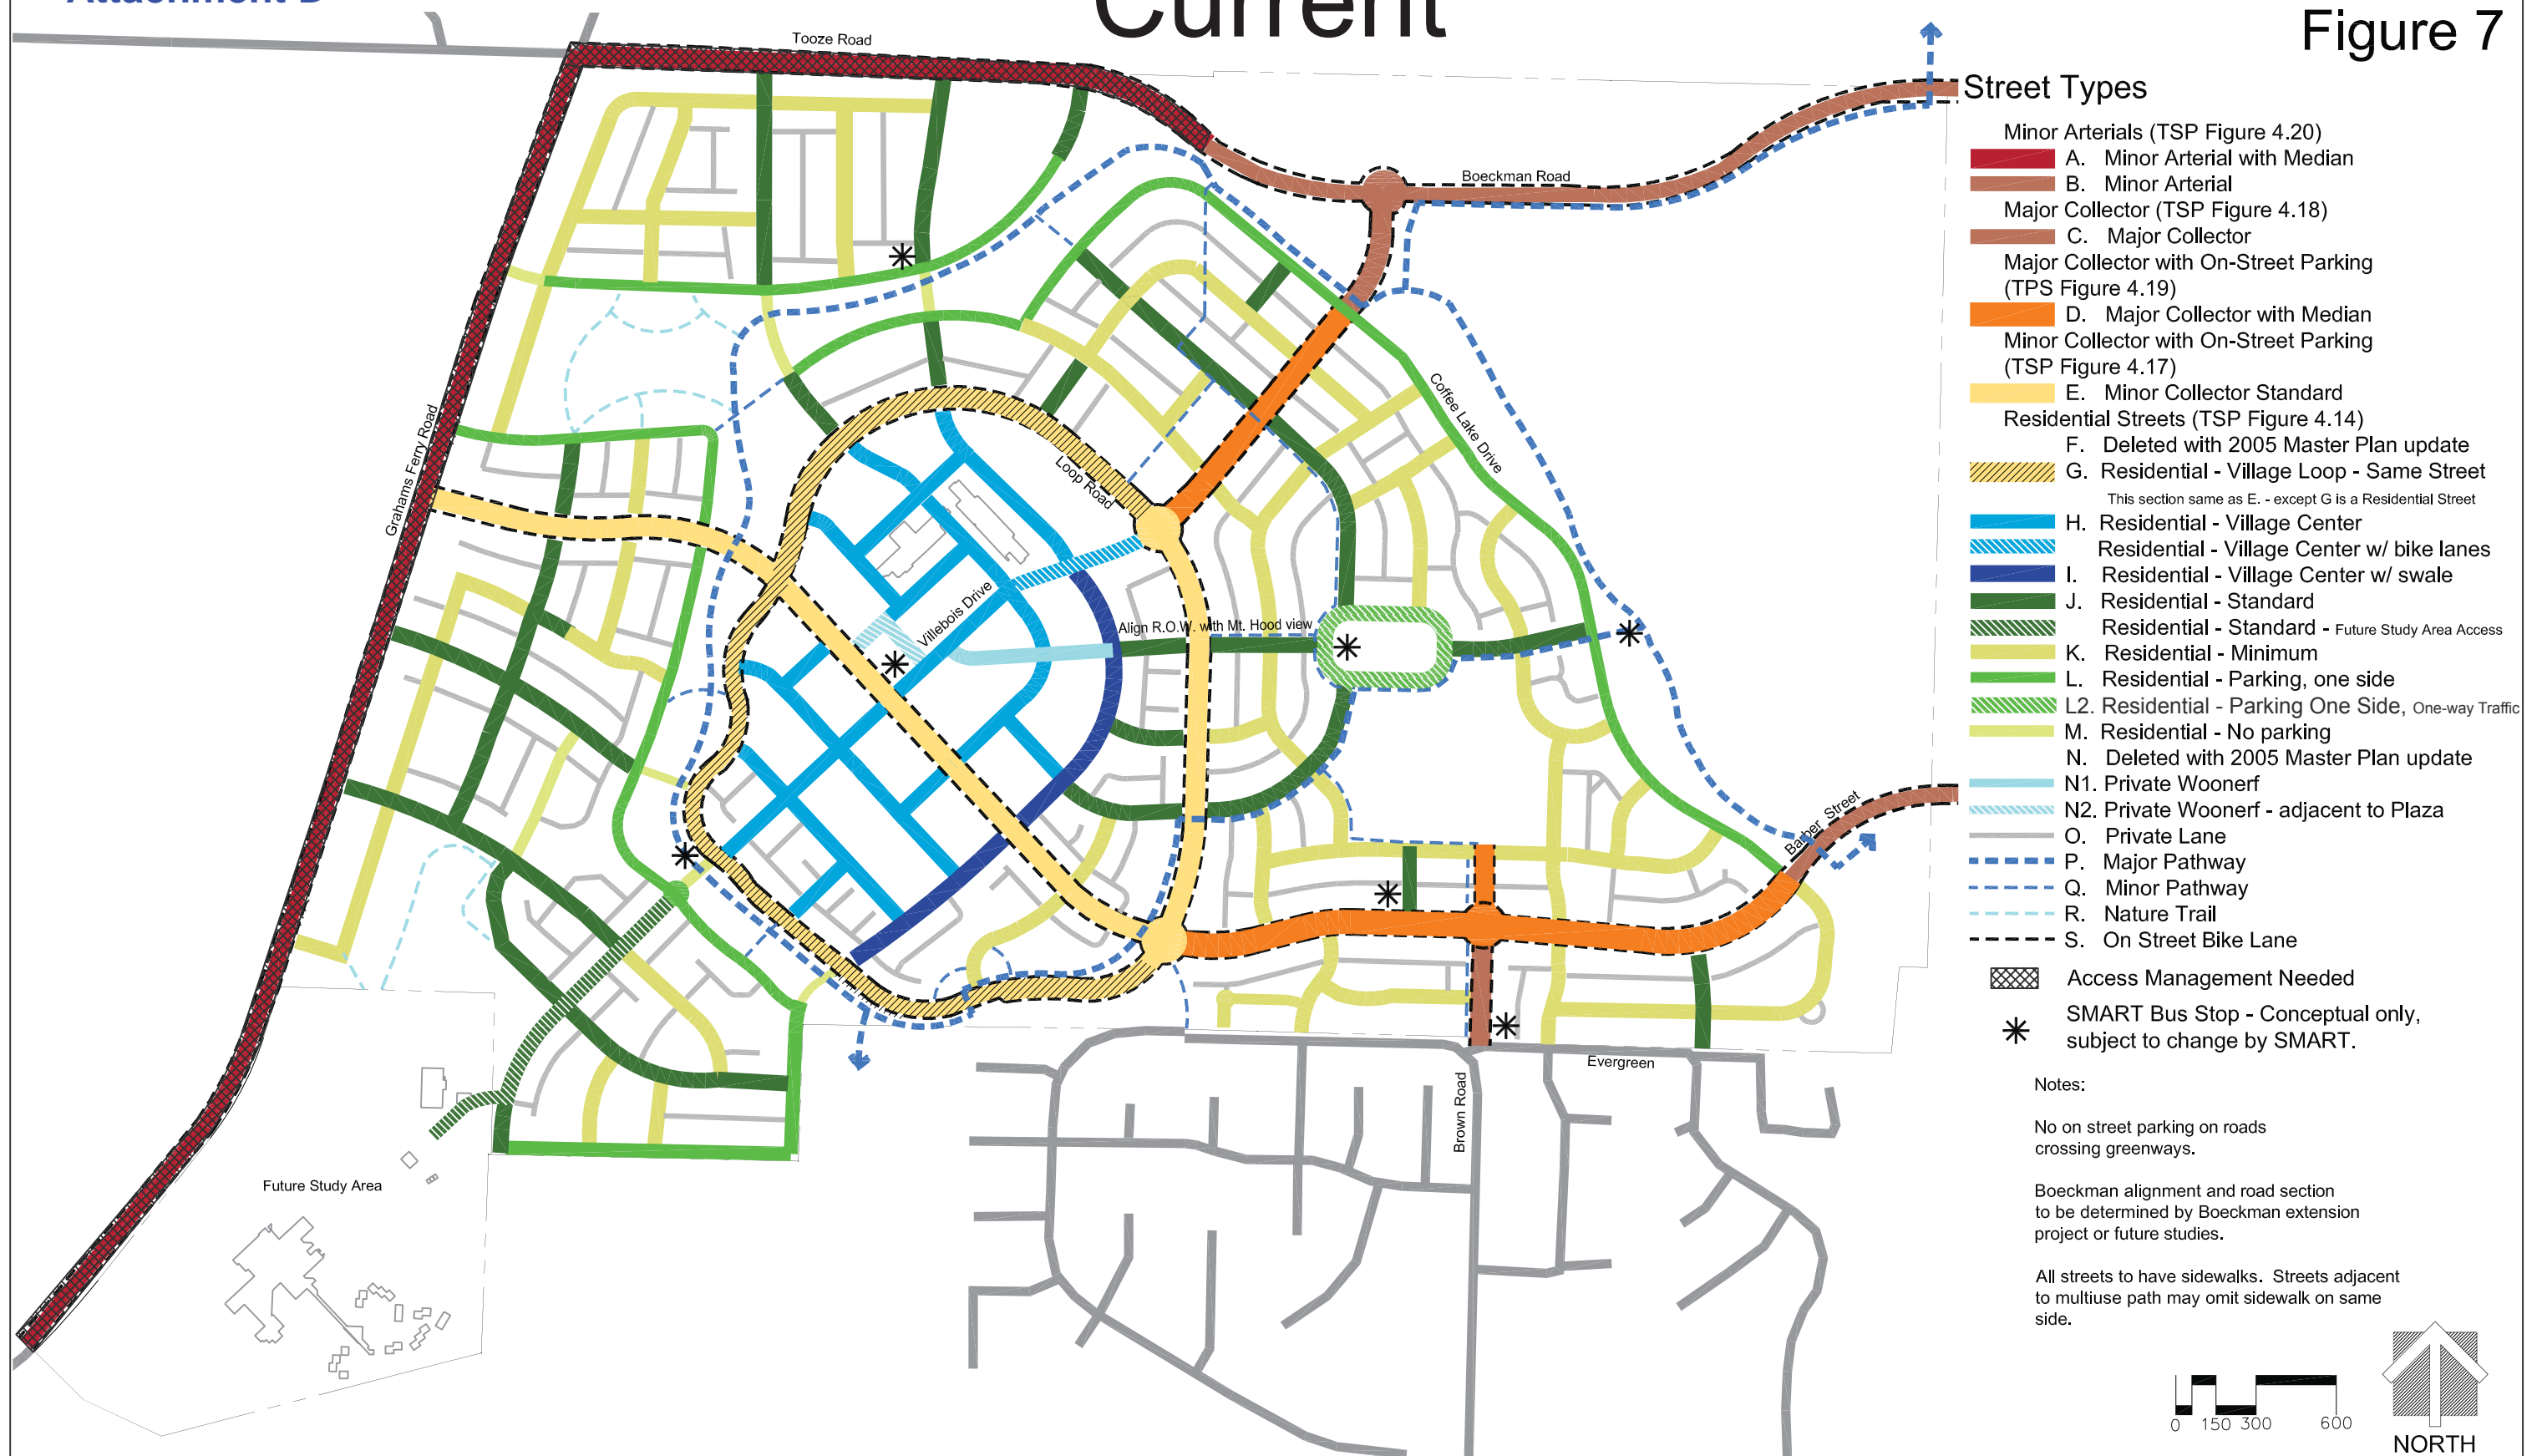 Attachment B
Current
Figure 7
Tooze Road
Boeckman Road
Grahams Ferry Road
Coffee Lake Drive
Loop Road
Villebois Drive
Align R.O.W. with Mt. Hood view
Barber Street
Evergreen
Brown Road
Future Study Area
Street Types
Minor Arterials (TSP Figure 4.20)
A. Minor Arterial with Median
B. Minor Arterial
Major Collector (TSP Figure 4.18)
C. Major Collector
Major Collector with On-Street Parking
(TPS Figure 4.19)
D. Major Collector with Median
Minor Collector with On-Street Parking
(TSP Figure 4.17)
E. Minor Collector Standard
Residential Streets (TSP Figure 4.14)
F. Deleted with 2005 Master Plan update
G. Residential - Village Loop - Same Street
This section same as E. - except G is a Residential Street
H. Residential - Village Center
Residential - Village Center w/ bike lanes
I. Residential - Village Center w/ swale
J. Residential - Standard
Residential - Standard - Future Study Area Access
K. Residential - Minimum
L. Residential - Parking, one side
L2. Residential - Parking One Side, One-way Traffic
M. Residential - No parking
N. Deleted with 2005 Master Plan update
N1. Private Woonerf
N2. Private Woonerf - adjacent to Plaza
O. Private Lane
P. Major Pathway
Q. Minor Pathway
R. Nature Trail
S. On Street Bike Lane
Access Management Needed
SMART Bus Stop - Conceptual only,
subject to change by SMART.
Notes:
No on street parking on roads
crossing greenways.
Boeckman alignment and road section
to be determined by Boeckman extension
project or future studies.
All streets to have sidewalks. Streets adjacent
to multiuse path may omit sidewalk on same
side.
0 150 300 600
NORTH